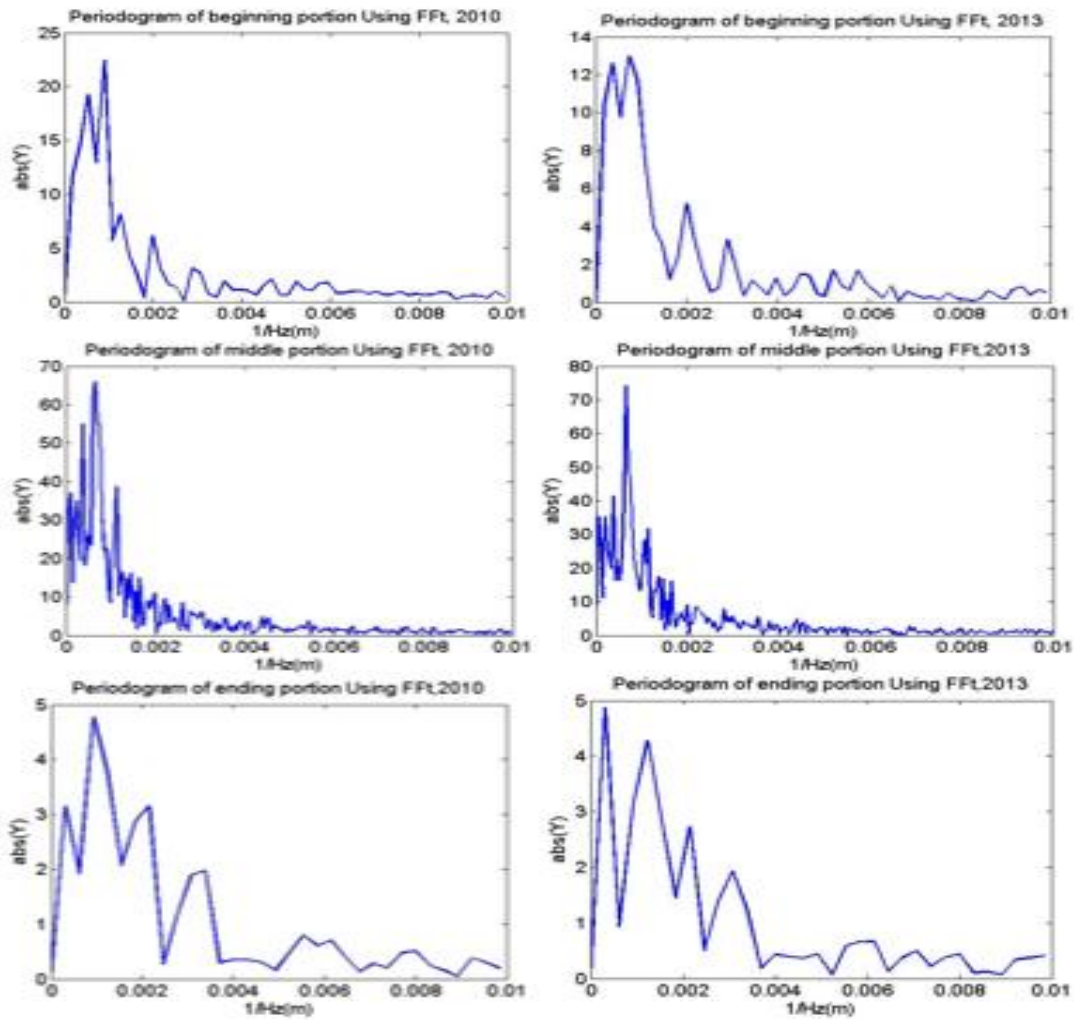 Periodogram of beginning portion Using FFt, 2010
25
20
15
10
5
0
abs(Y)
0 0.002 0.004 0.006 0.008 0.01
1/Hz(m)
Periodogram of beginning portion Using FFt, 2013
14
12
10
8
6
4
2
0
abs(Y)
0 0.002 0.004 0.006 0.008 0.01
1/Hz(m)
Periodogram of middle portion Using FFt, 2010
70
60
50
40
30
20
10
0
abs(Y)
0 0.002 0.004 0.006 0.008 0.01
1/Hz(m)
Periodogram of middle portion Using FFt,2013
80
70
60
50
40
30
20
10
0
abs(Y)
0 0.002 0.004 0.006 0.008 0.01
1/Hz(m)
Periodogram of ending portion Using FFt,2010
5
4
3
2
1
0
abs(Y)
0 0.002 0.004 0.006 0.008 0.01
1/Hz(m)
Periodogram of ending portion Using FFt,2013
5
4
3
2
1
0
abs(Y)
0 0.002 0.004 0.006 0.008 0.01
1/Hz(m)